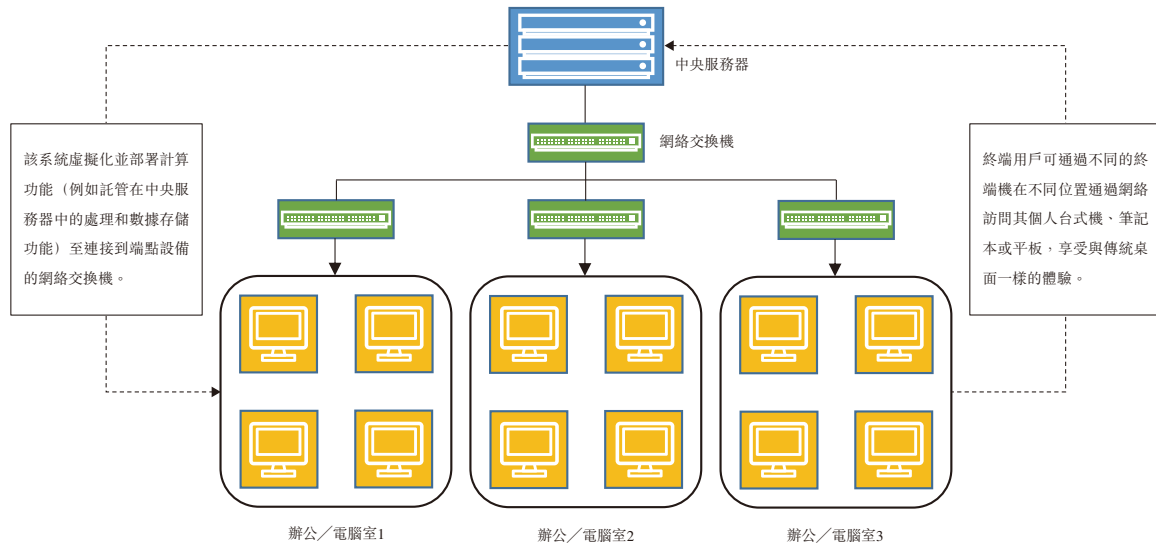 中央服務器
網絡交換機
該系統虛擬化並部署計算
功能（例如託管在中央服
務器中的處理和數據存儲
功能）至連接到端點設備
的網絡交換機。
終端用戶可通過不同的終
端機在不同位置通過網絡
訪問其個人台式機、筆記
本或平板，享受與傳統桌
面一樣的體驗。
辦公／電腦室1
辦公／電腦室2
辦公／電腦室3